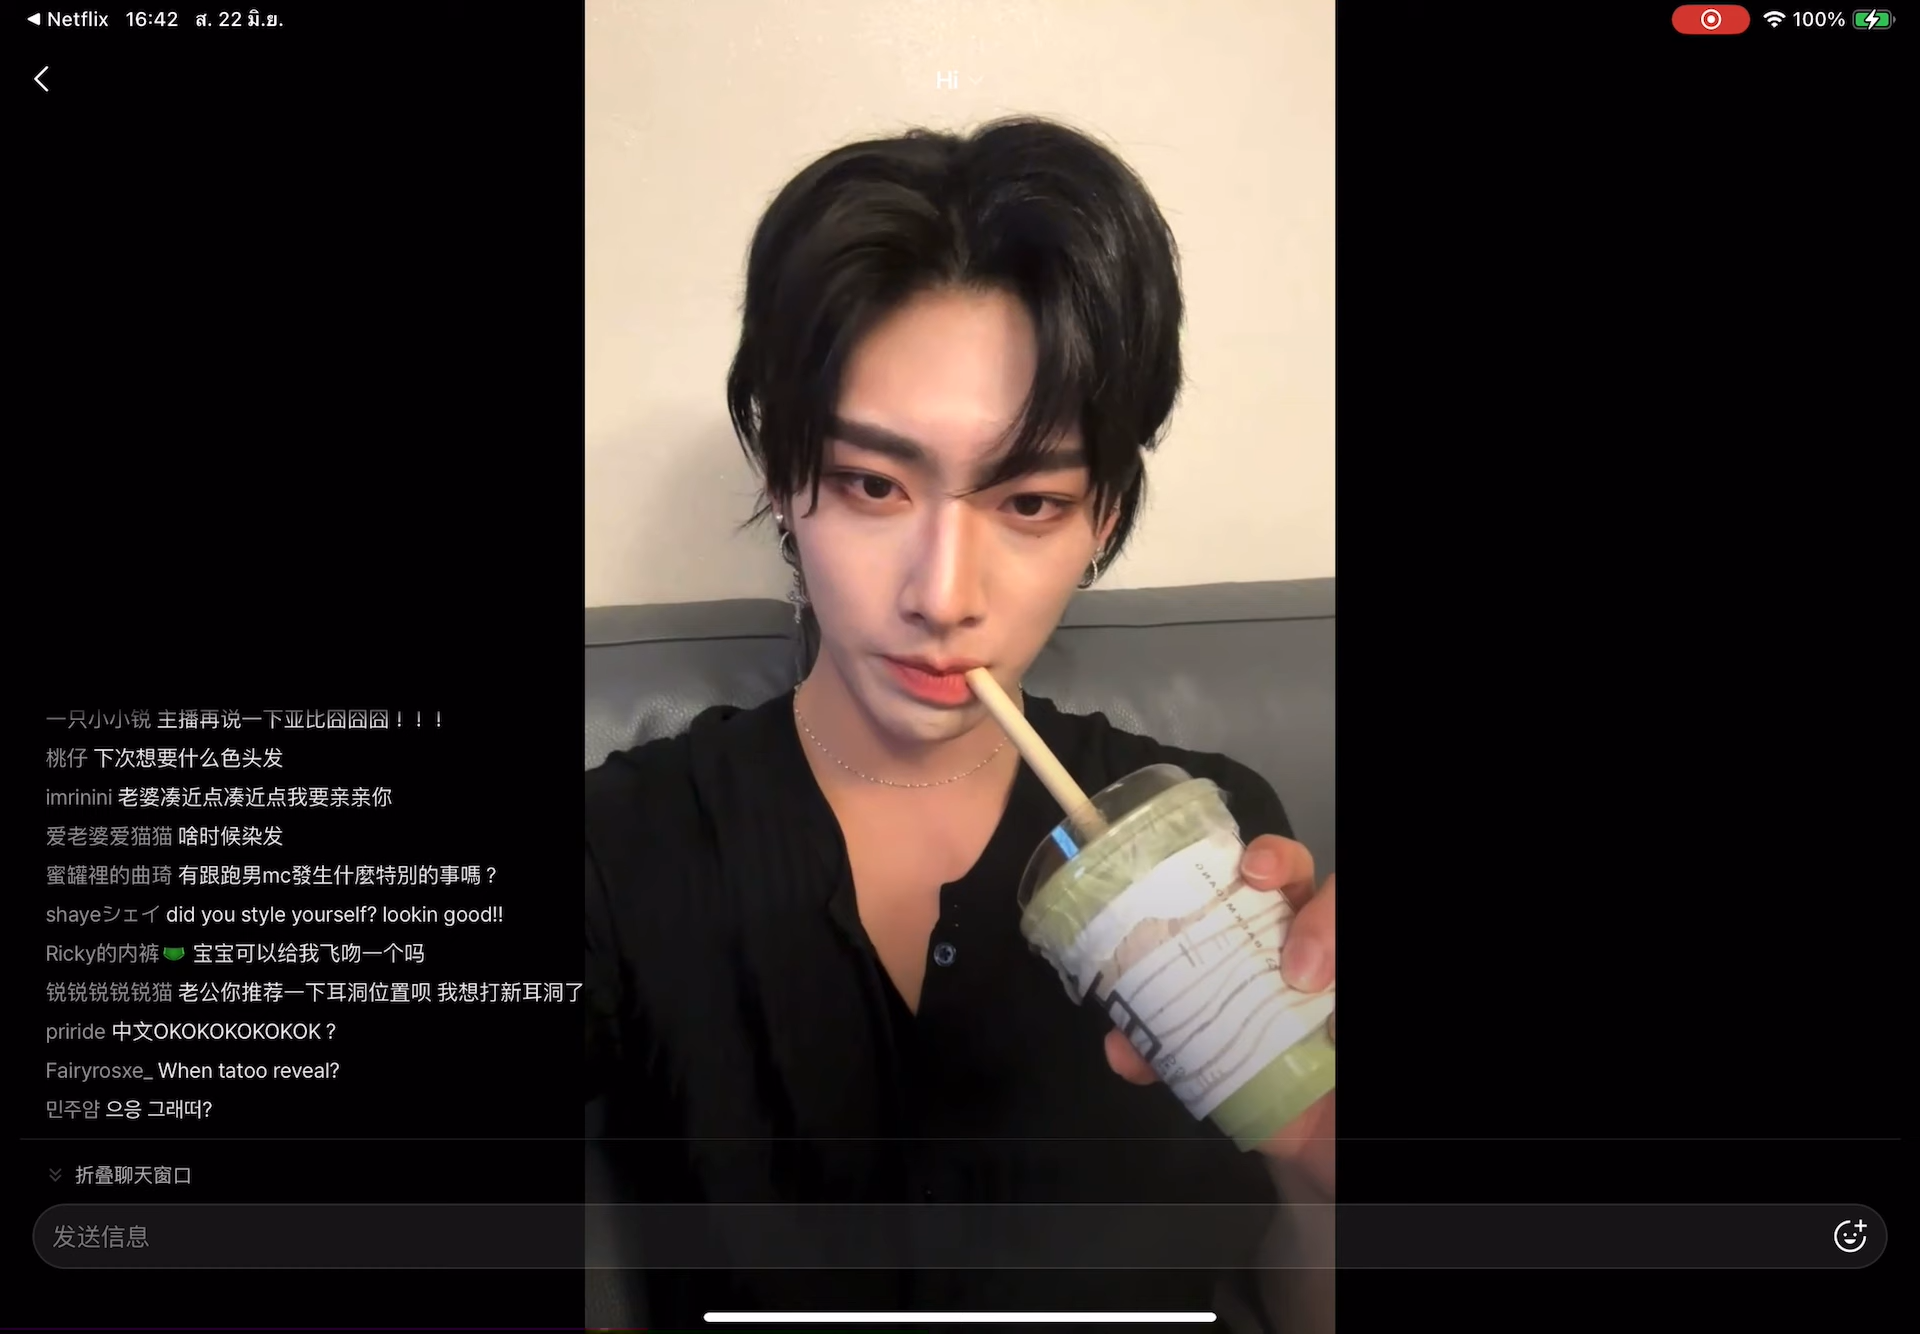 Netflix 16:42 ส. 22 มิ.ย.
100%
Hi
一只小小锐 主播再说一下亚比囧囧囧！！！
桃仔 下次想要什么色头发
imrinini 老婆凑近点凑近点我要亲亲你
爱老婆爱猫猫 啥时候染发
蜜罐裡的曲琦 有跟跑男mc發生什麼特別的事嗎？
shayeシェイ did you style yourself? lookin good!!
Ricky的内裤 宝宝可以给我飞吻一个吗
锐锐锐锐锐猫 老公你推荐一下耳洞位置呗 我想打新耳洞了
priride 中文OKOKOKOKOKOK？
Fairyrosxe_ When tatoo reveal?
민주얌 으응 그래떠?
折叠聊天窗口
发送信息